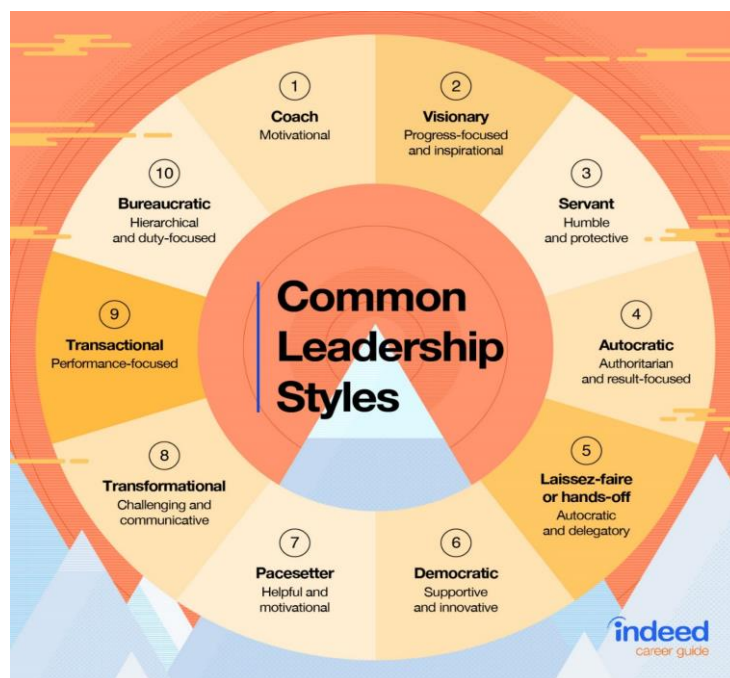 Common
Leadership
Styles
1
Coach
Motivational
2
Visionary
Progress-focused
and inspirational
3
Servant
Humble
and protective
4
Autocratic
Authoritarian
and result-focused
5
Laissez-faire
or hands-off
Autocratic
and delegatory
6
Democratic
Supportive
and innovative
7
Pacesetter
Helpful and
motivational
8
Transformational
Challenging and
communicative
9
Transactional
Performance-focused
10
Bureaucratic
Hierarchical
and duty-focused
indeed
career guide